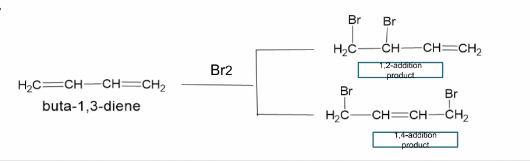 Br Br
H2C—CH—CH=CH2
1,2-addition
product
Br2
H2C=CH—CH=CH2
buta-1,3-diene
Br Br
H2C—CH=CH—CH2
1,4-addition
product